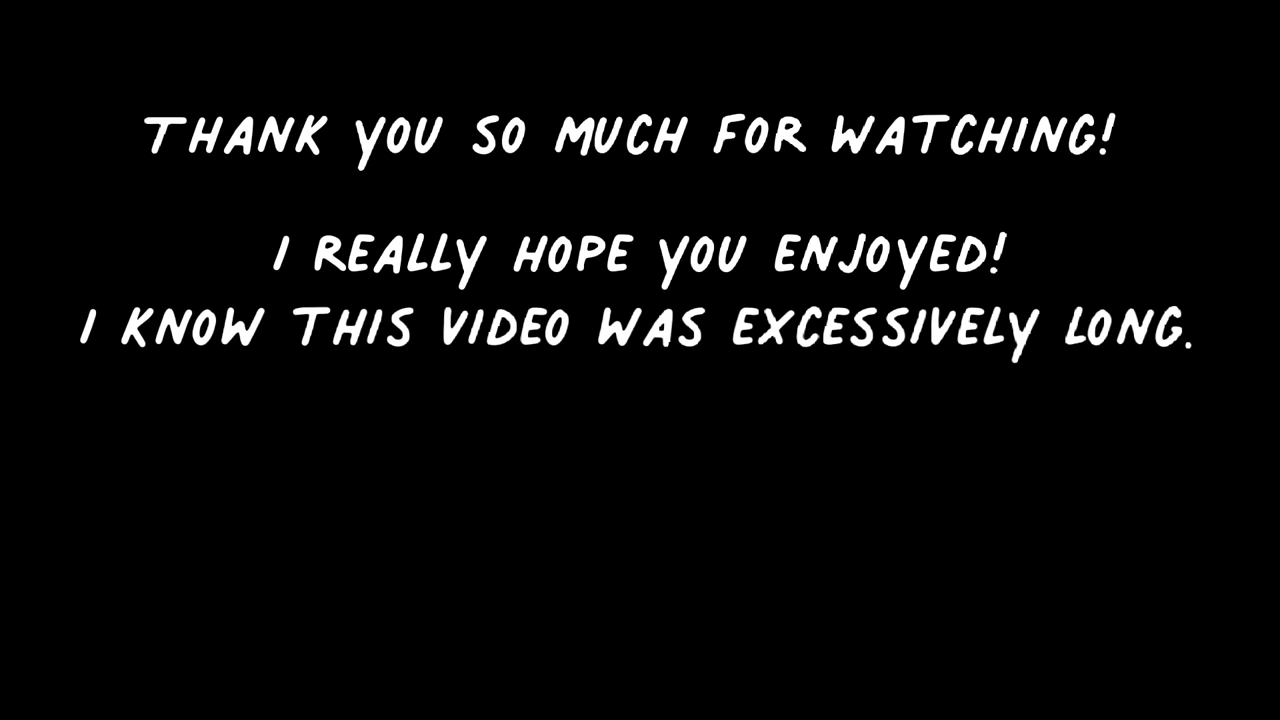 THANK YOU SO MUCH FOR WATCHING!
I REALLY HOPE YOU ENJOYED!
I KNOW THIS VIDEO WAS EXCESSIVELY LONG.